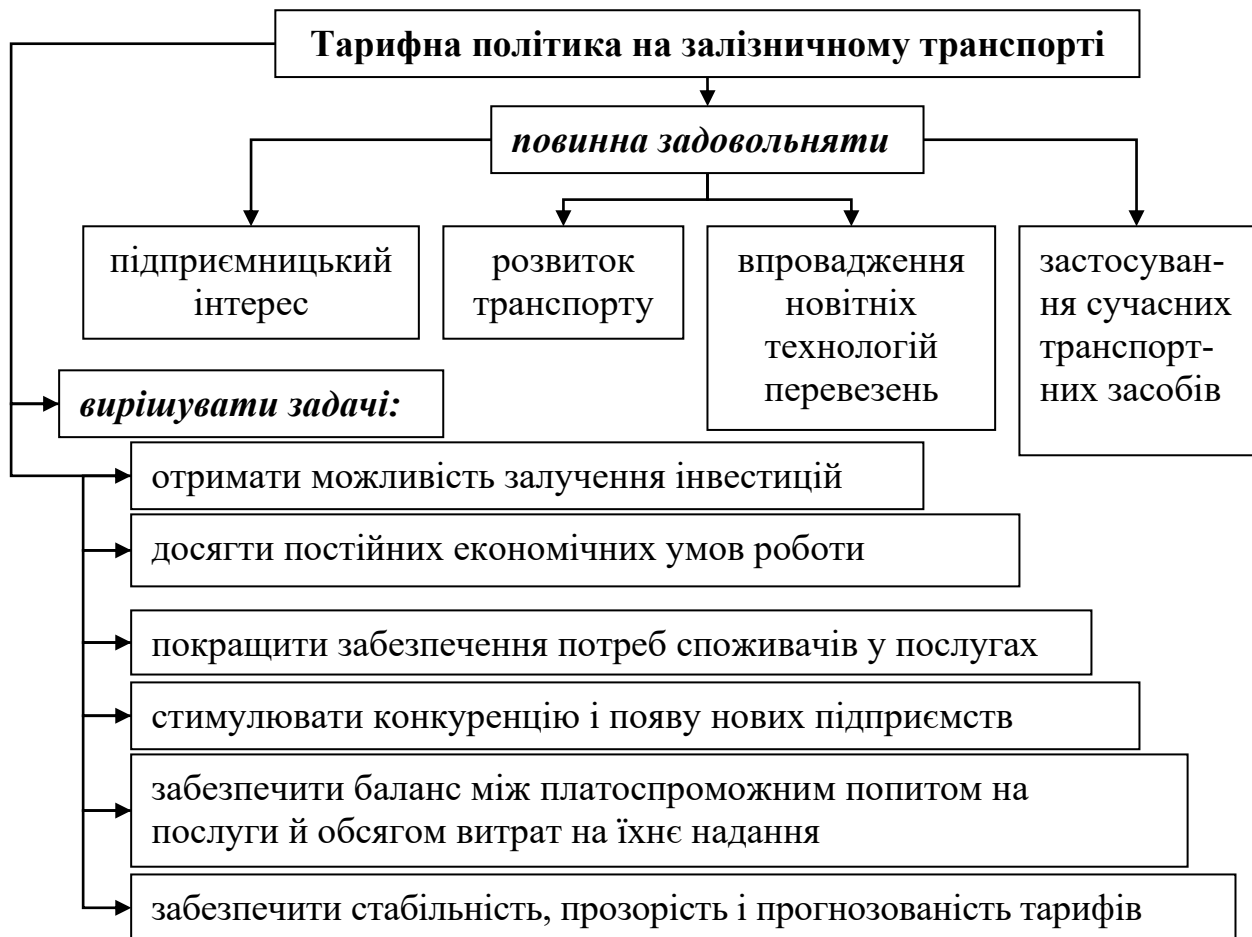 Тарифна політика на залізничному транспорті
повинна задовольняти
підприємницький
інтерес
розвиток
транспорту
впровадження
новітніх
технологій
перевезень
застосуван-
ня сучасних
транспорт-
них засобів
вирішувати задачі:
отримати можливість залучення інвестицій
досягти постійних економічних умов роботи
покращити забезпечення потреб споживачів у послугах
стимулювати конкуренцію і появу нових підприємств
забезпечити баланс між платоспроможним попитом на
послуги й обсягом витрат на їхнє надання
забезпечити стабільність, прозорість і прогнозованість тарифів